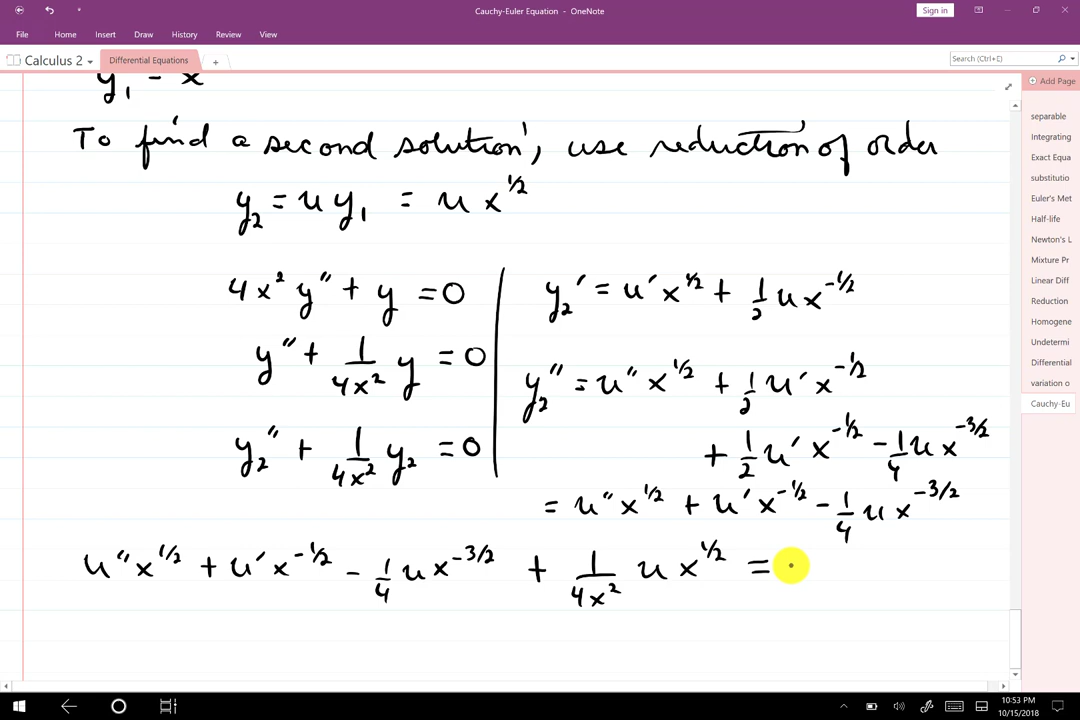 Cauchy-Euler Equation - OneNote
Sign in
File Home Insert Draw History View
Calculus 2
Differential Equations
+
Search (Ctrl+E)
Add Page
y₁ = x
To find a second solution, use reduction of order
y₂ = u y₁ = u x^(1/2)
4x² y″ + y = 0
y″ + 1/(4x²) y = 0
y₂″ + 1/(4x²) y₂ = 0
y₂′ = u′ x^(1/2) + 1/2 u x^(-1/2)
y₂″ = u″ x^(1/2) + 1/2 u′ x^(-1/2)
+ 1/2 u′ x^(-1/2) - 1/4 u x^(-3/2)
= u″ x^(1/2) + u′ x^(-1/2) - 1/4 u x^(-3/2)
u″ x^(1/2) + u′ x^(-1/2) - 1/4 u x^(-3/2) + 1/(4x²) u x^(1/2) =
separable
Integrating
Exact Equa
substitutio
Euler's Met
Half-life
Newton's L
Mixture Pr
Linear Diff
Reduction
Homogene
Undetermi
Differential
variation o
Cauchy-Eu
10:53 PM
10/15/2018